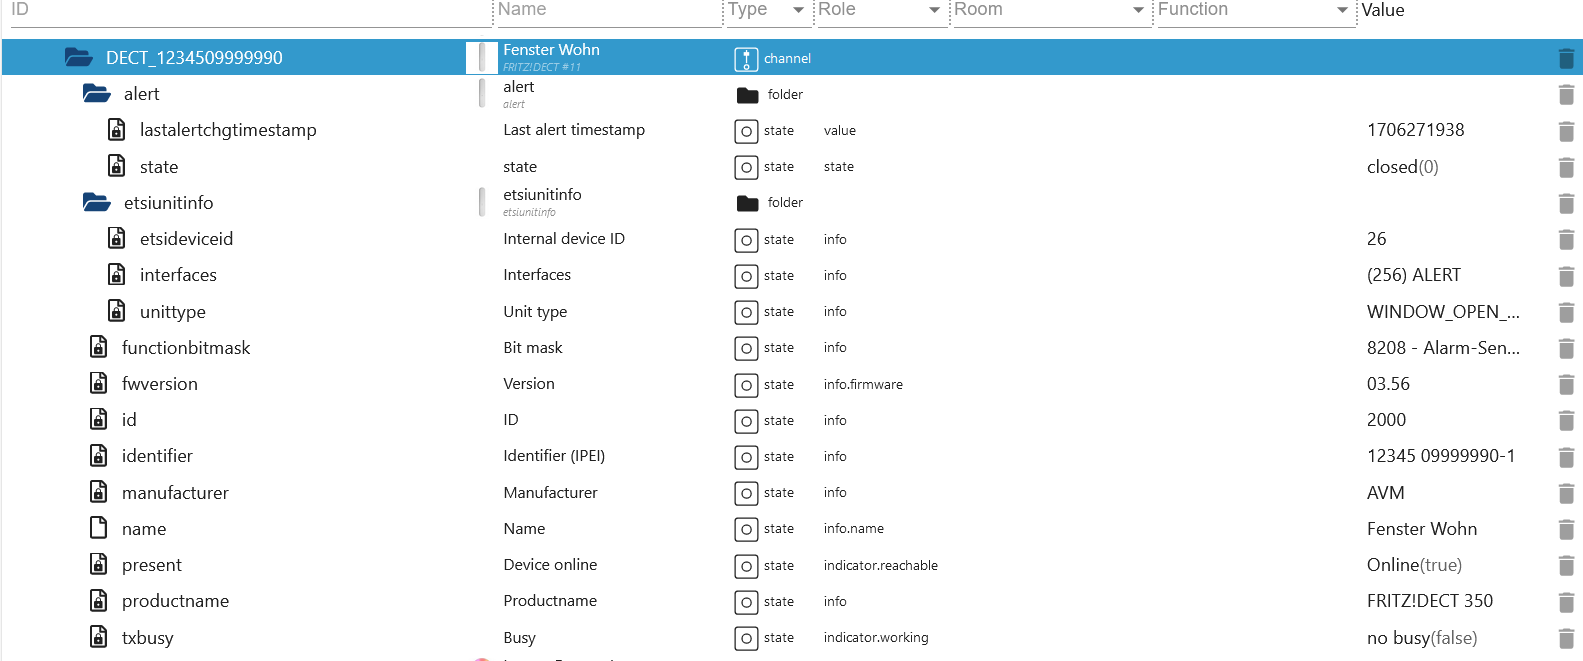 ID Name Type Role Room Function Value
DECT_1234509999990 Fenster Wohn channel
FRITZ!DECT #11
alert alert folder
alert
lastalertchgtimestamp Last alert timestamp state value 1706271938
state state state state closed(0)
etsiunitinfo etsiunitinfo folder
etsiunitinfo
etsideviceid Internal device ID state info 26
interfaces Interfaces state info (256) ALERT
unittype Unit type state info WINDOW_OPEN_...
functionbitmask Bit mask state info 8208 - Alarm-Sen...
fwversion Version state info.firmware 03.56
id ID state info 2000
identifier Identifier (IPEI) state info 12345 09999990-1
manufacturer Manufacturer state info AVM
name Name state info.name Fenster Wohn
present Device online state indicator.reachable Online(true)
productname Productname state info FRITZ!DECT 350
txbusy Busy state indicator.working no busy(false)